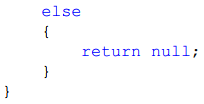 else
{
return null;
}
}